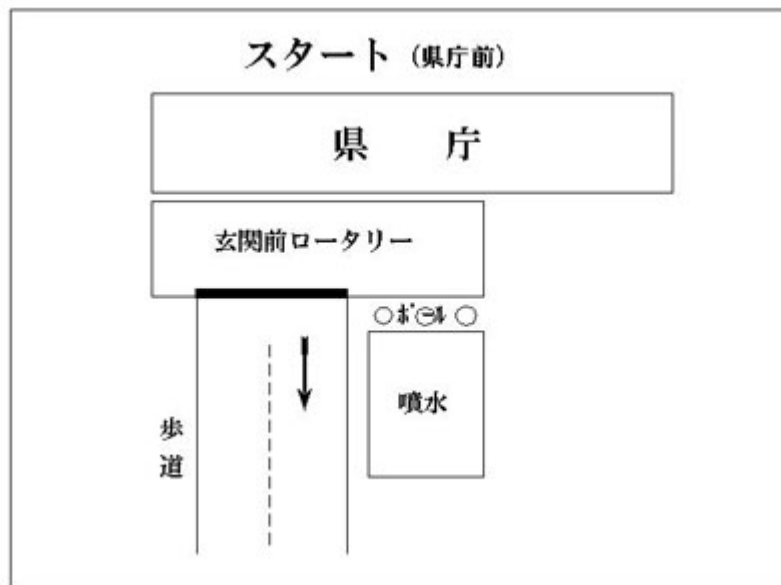 スタート（県庁前）
県 庁
玄関前ロータリー
ﾎﾟｰﾙ
噴水
歩道